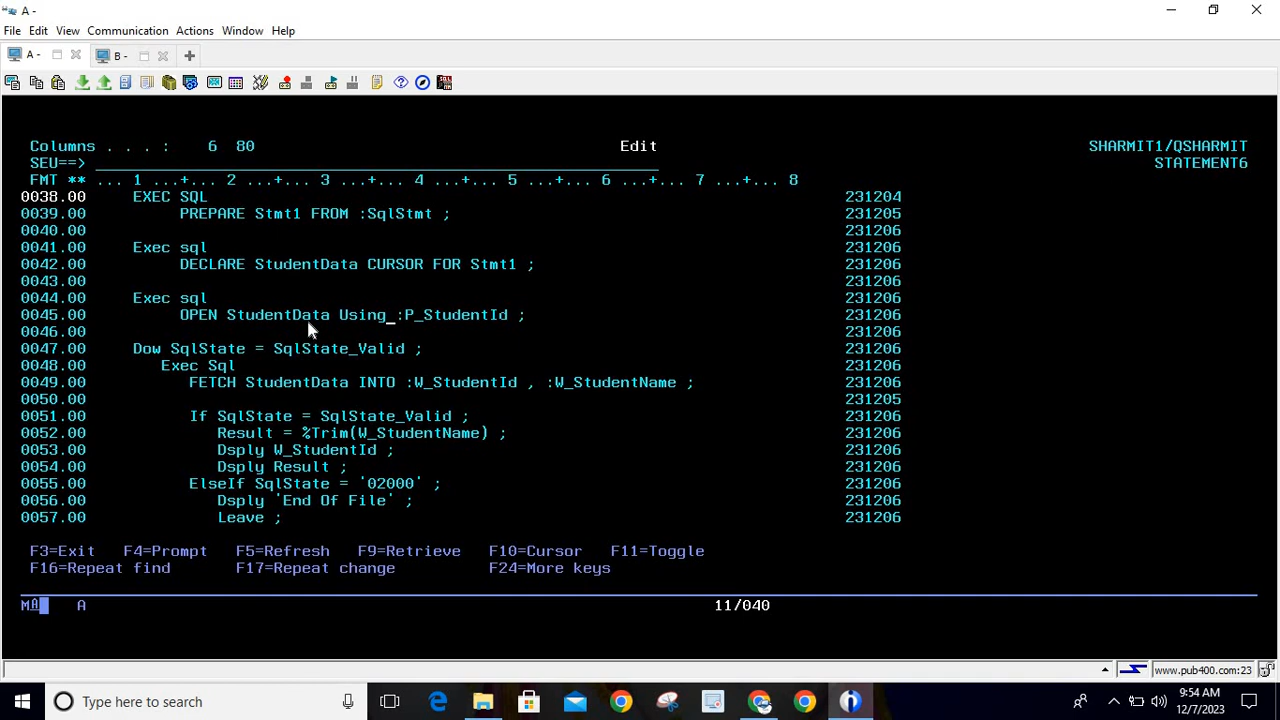 A -
File Edit View Communication Actions Window Help
A - B -
Columns . . . : 6 80 Edit SHARMIT1/QSHARMIT
SEU==> STATEMENT6
FMT ** ... 1 ...+... 2 ...+... 3 ...+... 4 ...+... 5 ...+... 6 ...+... 7 ...+... 8
0038.00 EXEC SQL 231204
0039.00 PREPARE Stmt1 FROM :SqlStmt ; 231205
0040.00 231206
0041.00 Exec sql 231206
0042.00 DECLARE StudentData CURSOR FOR Stmt1 ; 231206
0043.00 231206
0044.00 Exec sql 231206
0045.00 OPEN StudentData Using :P_StudentId ; 231206
0046.00 231206
0047.00 Dow SqlState = SqlState_Valid ; 231206
0048.00 Exec Sql 231206
0049.00 FETCH StudentData INTO :W_StudentId , :W_StudentName ; 231206
0050.00 231205
0051.00 If SqlState = SqlState_Valid ; 231206
0052.00 Result = %Trim(W_StudentName) ; 231206
0053.00 Dsply W_StudentId ; 231206
0054.00 Dsply Result ; 231206
0055.00 ElseIf SqlState = '02000' ; 231206
0056.00 Dsply 'End Of File' ; 231206
0057.00 Leave ; 231206
F3=Exit F4=Prompt F5=Refresh F9=Retrieve F10=Cursor F11=Toggle
F16=Repeat find F17=Repeat change F24=More keys
MA A 11/040
www.pub400.com:23
Type here to search
9:54 AM
12/7/2023